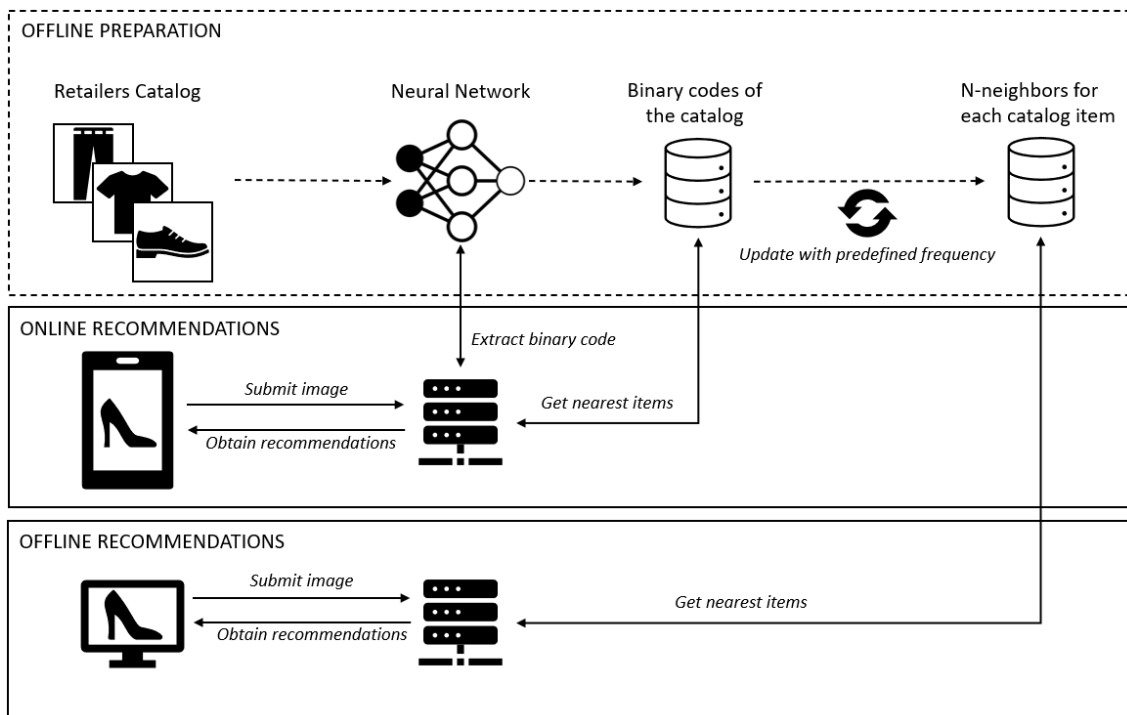 OFFLINE PREPARATION
Retailers Catalog
Neural Network
Binary codes of
the catalog
N-neighbors for
each catalog item
Update with predefined frequency
ONLINE RECOMMENDATIONS
Extract binary code
Submit image
Get nearest items
Obtain recommendations
OFFLINE RECOMMENDATIONS
Submit image
Get nearest items
Obtain recommendations